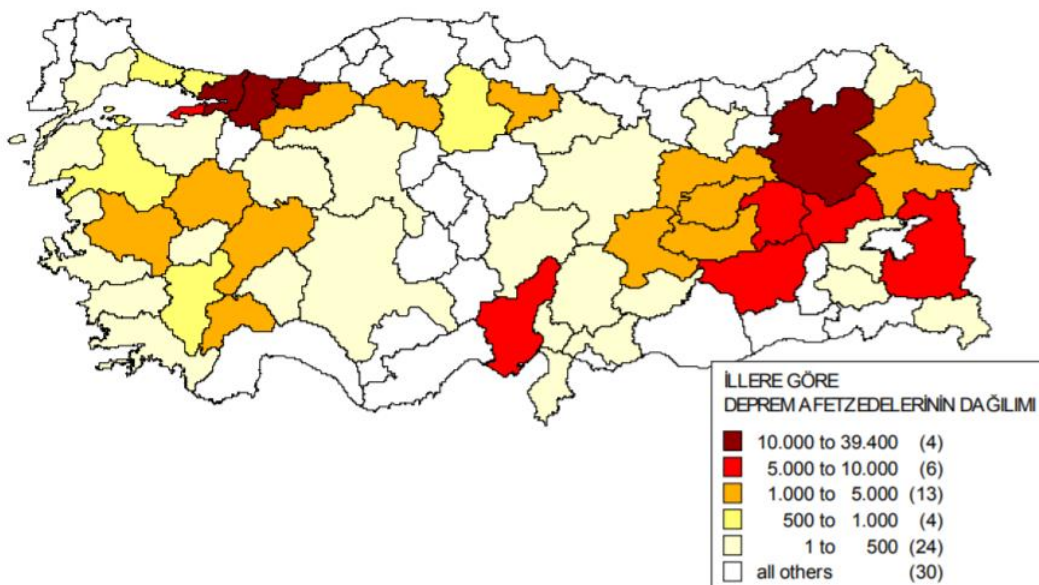 İLLERE GÖRE
DEPREM AFETZEDELERİNİN DAĞILIMI
10.000 to 39.400 (4)
5.000 to 10.000 (6)
1.000 to 5.000 (13)
500 to 1.000 (4)
1 to 500 (24)
all others (30)